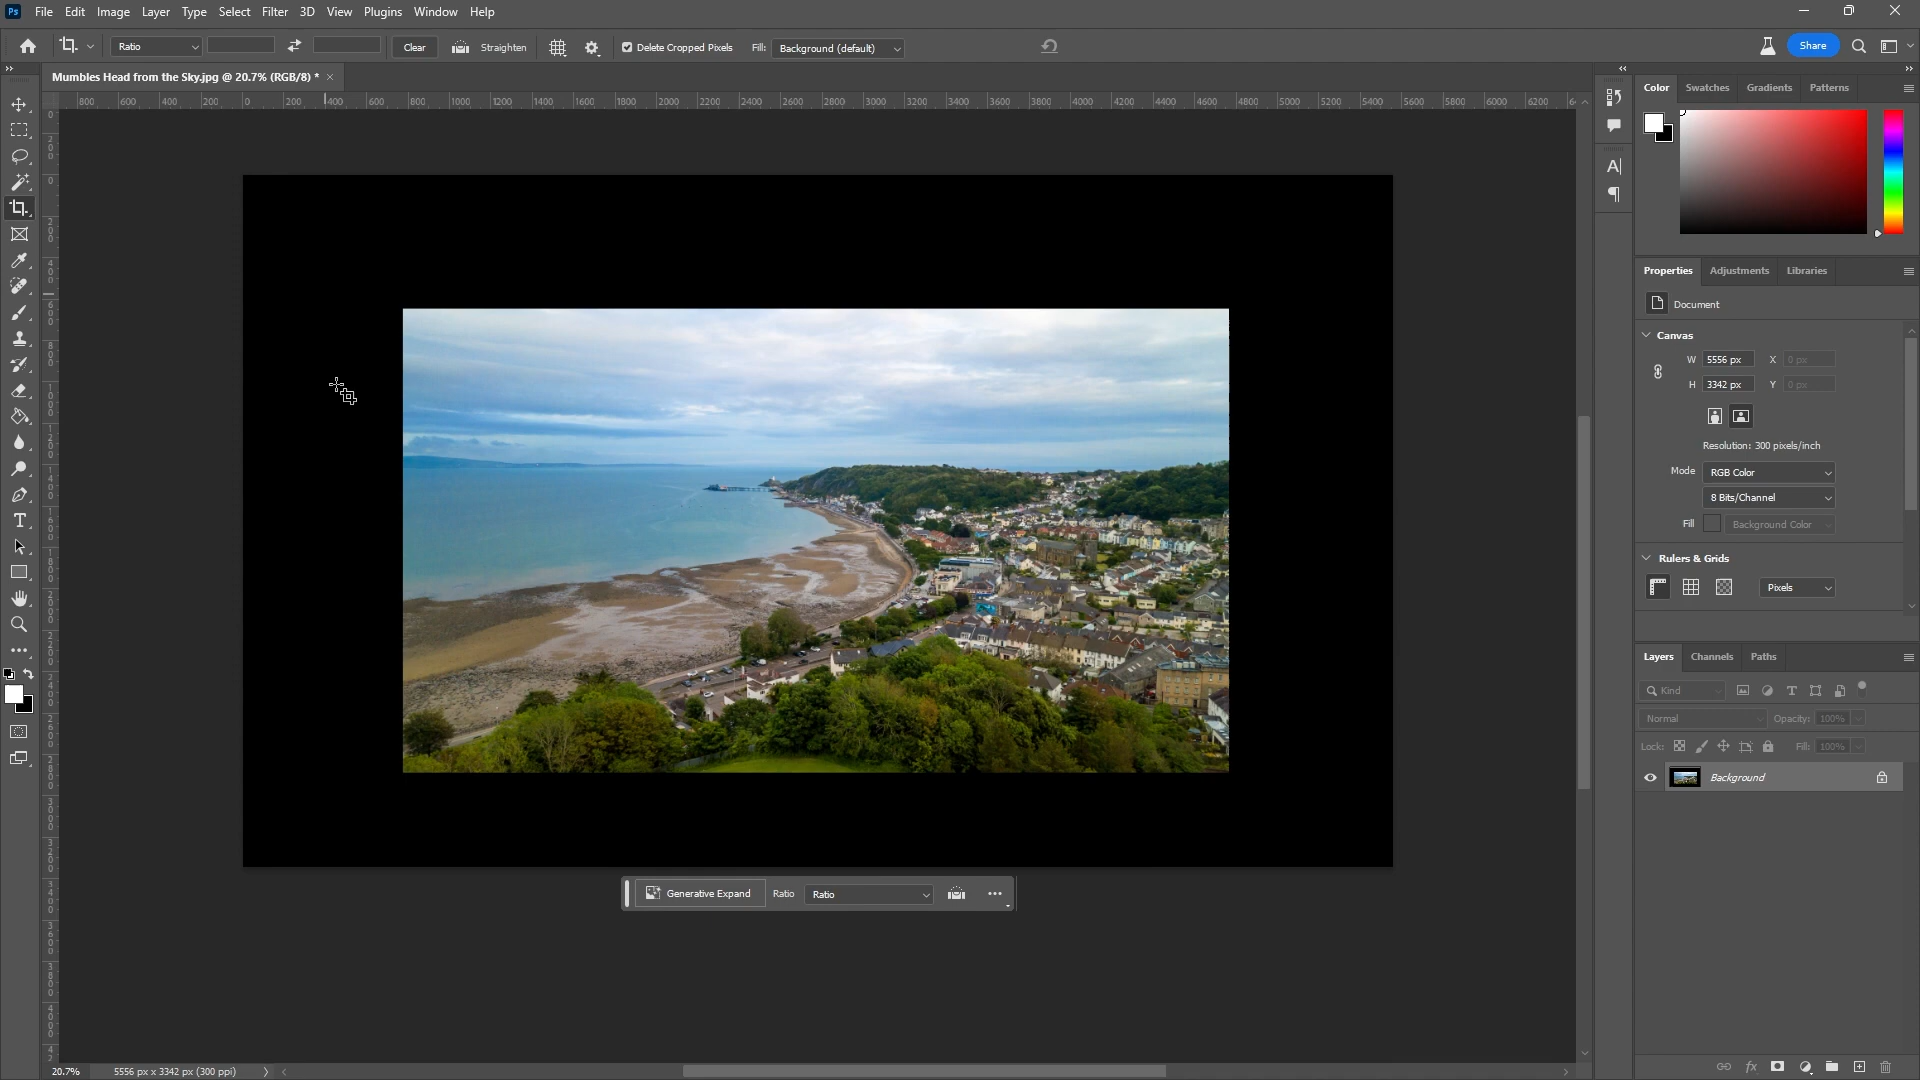 Ps File Edit Image Layer Type Select Filter 3D View Plugins Window Help
Ratio Clear Straighten Delete Cropped Pixels Fill: Background (default) Share
Mumbles Head from the Sky.jpg @ 20.7% (RGB/8) * ×
800 600 400 200 0 200 400 600 800 1000 1200 1400 1600 1800 2000 2200 2400 2600 2800 3000 3200 3400 3600 3800 4000 4200 4400 4600 4800 5000 5200 5400 5600 5800 6000 6200
Color Swatches Gradients Patterns
Properties Adjustments Libraries
Document
Canvas
W 5556 px X 0 px
H 3342 px Y 0 px
Resolution: 300 pixels/inch
Mode RGB Color
8 Bits/Channel
Fill Background Color
Rulers & Grids
Pixels
Layers Channels Paths
Kind
Normal Opacity: 100%
Lock: Fill: 100%
Background
Generative Expand Ratio Ratio
20.7% 5556 px x 3342 px (300 ppi)